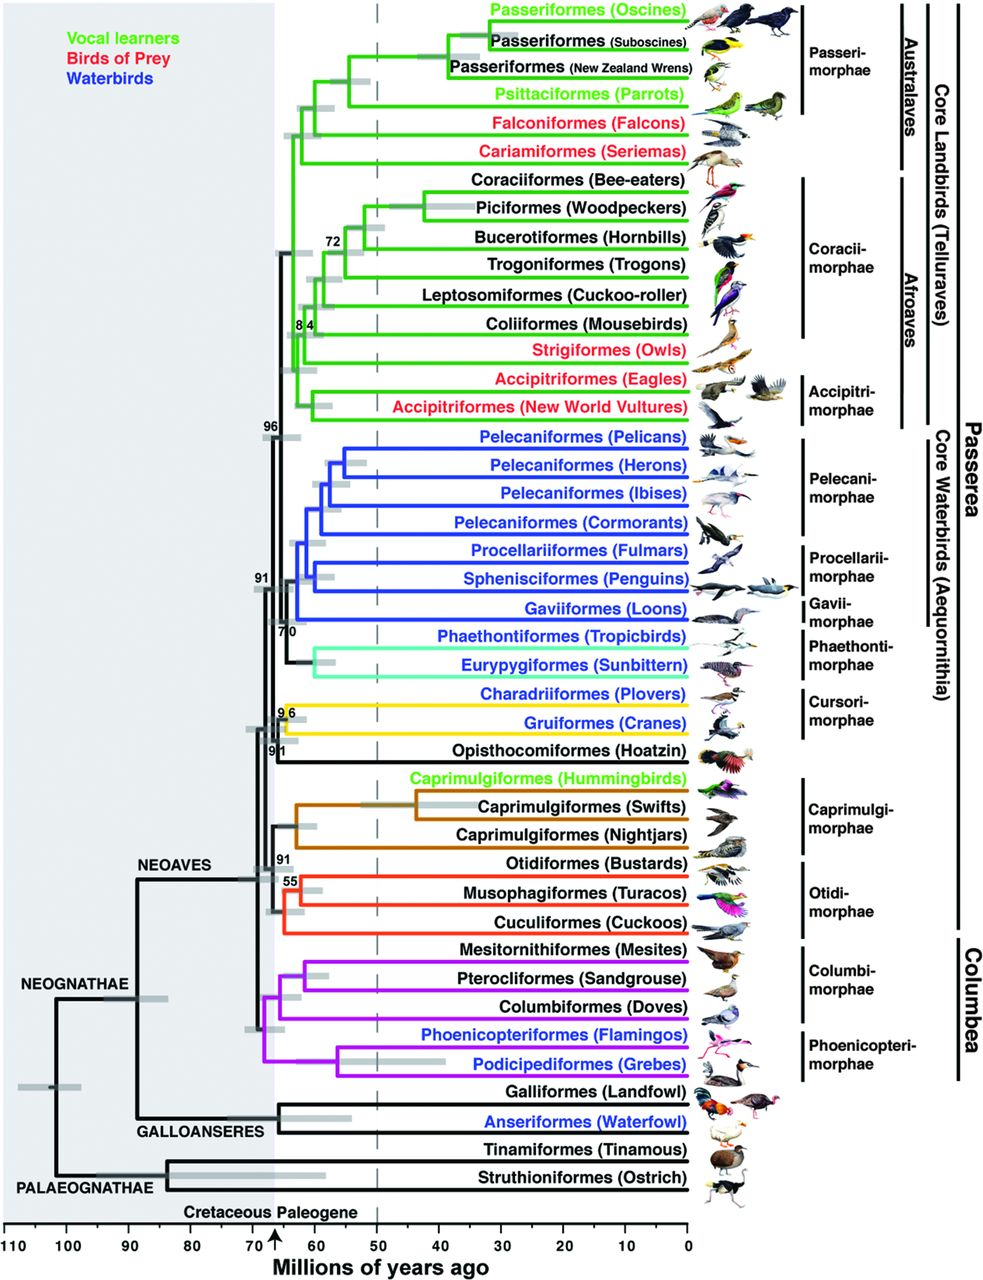 Vocal learners
Birds of Prey
Waterbirds
Passeriformes (Oscines)
Passeriformes (Suboscines)
Passeriformes (New Zealand Wrens)
Psittaciformes (Parrots)
Falconiformes (Falcons)
Cariamiformes (Seriemas)
Coraciiformes (Bee-eaters)
Piciformes (Woodpeckers)
72
Bucerotiformes (Hornbills)
Trogoniformes (Trogons)
Leptosomiformes (Cuckoo-roller)
84
Coliiformes (Mousebirds)
Strigiformes (Owls)
Accipitriformes (Eagles)
Accipitriformes (New World Vultures)
96
Pelecaniformes (Pelicans)
Pelecaniformes (Herons)
Pelecaniformes (Ibises)
Pelecaniformes (Cormorants)
Procellariiformes (Fulmars)
91
Sphenisciformes (Penguins)
Gaviiformes (Loons)
70
Phaethontiformes (Tropicbirds)
Eurypygiformes (Sunbittern)
Charadriiformes (Plovers)
96
Gruiformes (Cranes)
91
Opisthocomiformes (Hoatzin)
Caprimulgiformes (Hummingbirds)
Caprimulgiformes (Swifts)
Caprimulgiformes (Nightjars)
91
Otidiformes (Bustards)
55
Musophagiformes (Turacos)
Cuculiformes (Cuckoos)
Mesitornithiformes (Mesites)
Pterocliformes (Sandgrouse)
Columbiformes (Doves)
Phoenicopteriformes (Flamingos)
Podicipediformes (Grebes)
Galliformes (Landfowl)
Anseriformes (Waterfowl)
Tinamiformes (Tinamous)
Struthioniformes (Ostrich)
NEOAVES
NEOGNATHAE
GALLOANSERES
PALAEOGNATHAE
Passeri-
morphae
Coracii-
morphae
Accipitri-
morphae
Pelecani-
morphae
Procellarii-
morphae
Gavii-
morphae
Phaethonti-
morphae
Cursori-
morphae
Caprimulgi-
morphae
Otidi-
morphae
Columbi-
morphae
Phoenicopteri-
morphae
Australaves
Afroaves
Core Landbirds (Telluraves)
Core Waterbirds (Aequornithia)
Passerea
Columbea
Cretaceous Paleogene
110 100 90 80 70 60 50 40 30 20 10 0
Millions of years ago